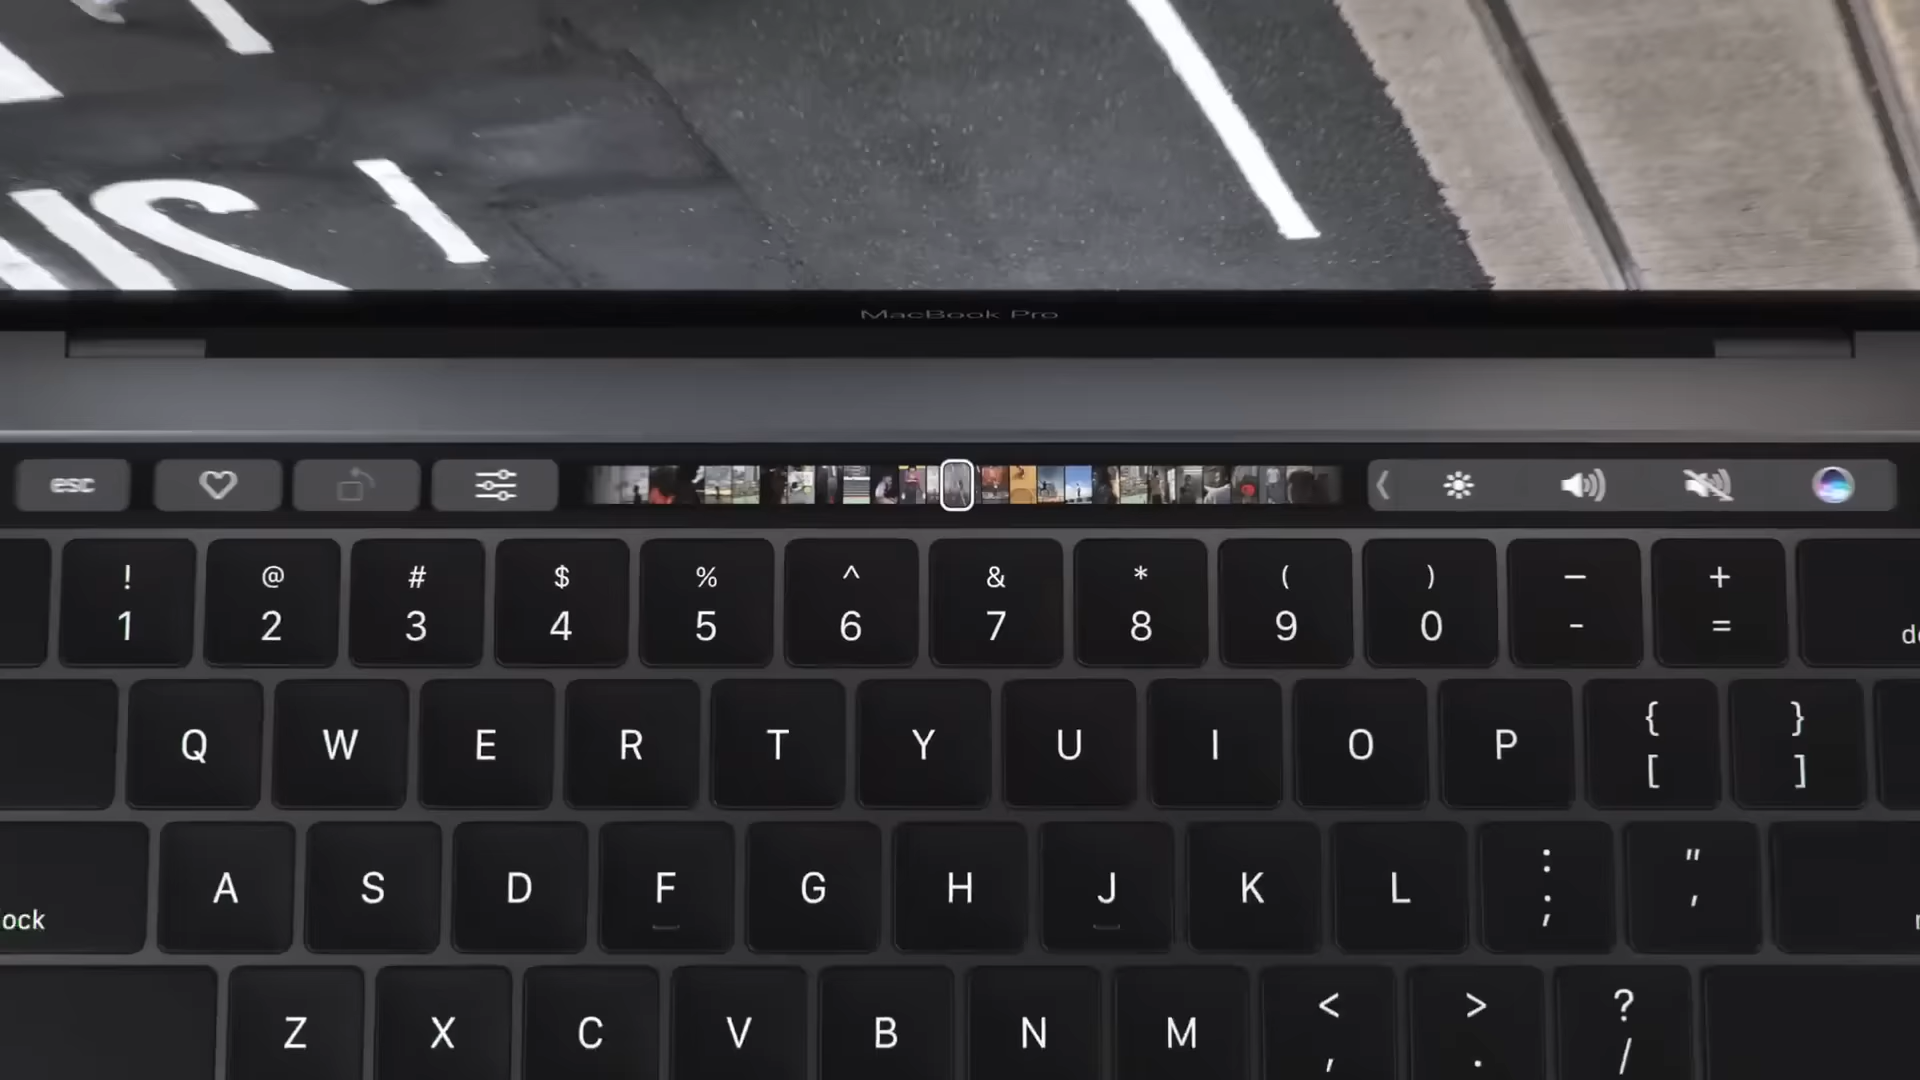 MacBook Pro
esc
! @ # $ % ^ & * ( ) — +
1 2 3 4 5 6 7 8 9 0 - =
Q W E R T Y U I O P { }
[ ]
A S D F G H J K L : "
; '
ock
Z X C V B N M < > ?
, . /